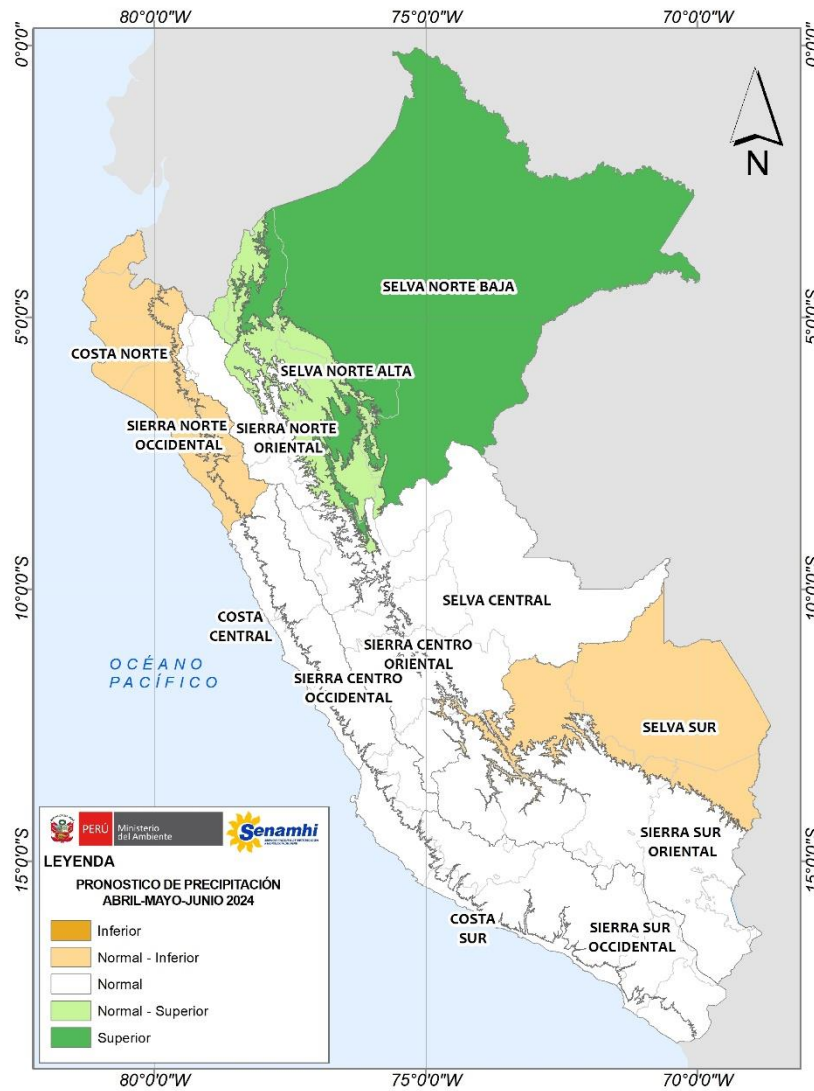 80°0'0"W
75°0'0"W
70°0'0"W
0°0'0"
0°0'0"
N
SELVA NORTE BAJA
5°0'0"S
5°0'0"S
COSTA NORTE
SELVA NORTE ALTA
SIERRA NORTE
OCCIDENTAL
SIERRA NORTE
ORIENTAL
10°0'0"S
10°0'0"S
SELVA CENTRAL
COSTA
CENTRAL
SIERRA CENTRO
ORIENTAL
OCÉANO
PACÍFICO
SIERRA CENTRO
OCCIDENTAL
SELVA SUR
SIERRA SUR
ORIENTAL
15°0'0"S
15°0'0"S
COSTA
SUR
SIERRA SUR
OCCIDENTAL
PERÚ
Ministerio
del Ambiente
Senamhi
LEYENDA
PRONOSTICO DE PRECIPITACIÓN
ABRIL-MAYO-JUNIO 2024
Inferior
Normal - Inferior
Normal
Normal - Superior
Superior
80°0'0"W
75°0'0"W
70°0'0"W